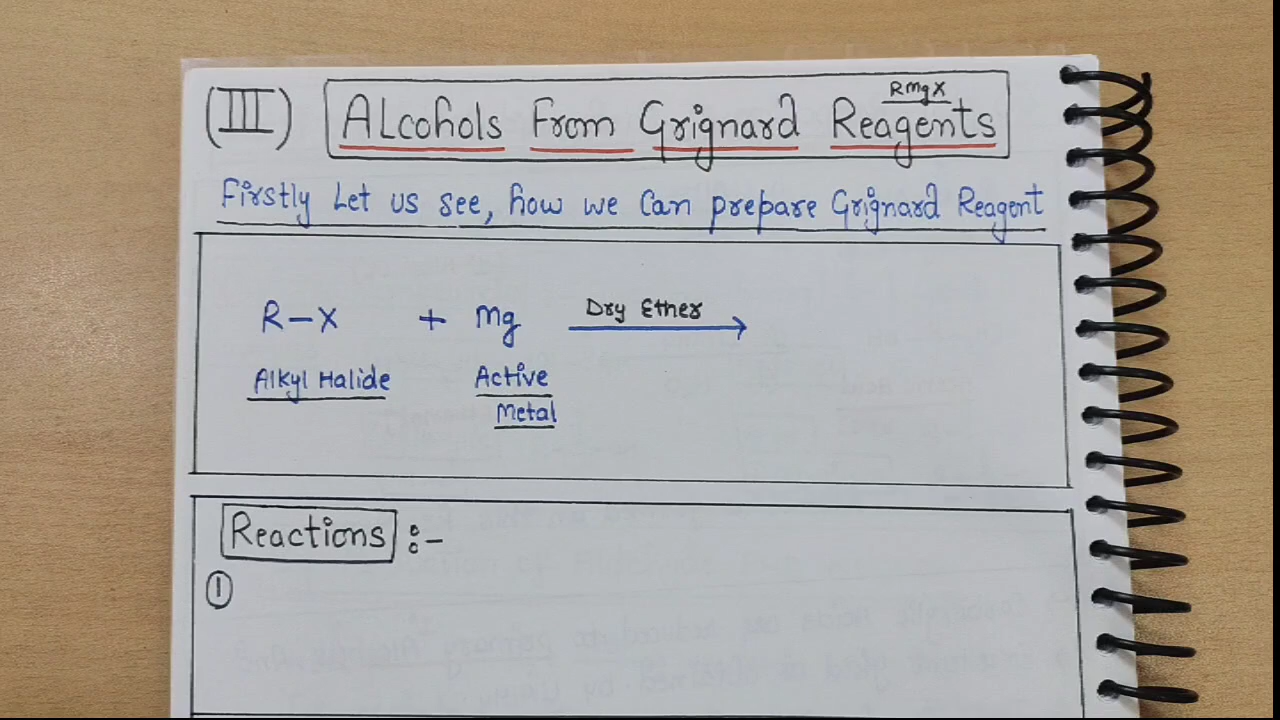 (III) Alcohols From Grignard Reagents
RMgX
Firstly Let us see, how we Can prepare Grignard Reagent
R–X + Mg Dry Ether →
Alkyl Halide Active
Metal
Reactions :-
①